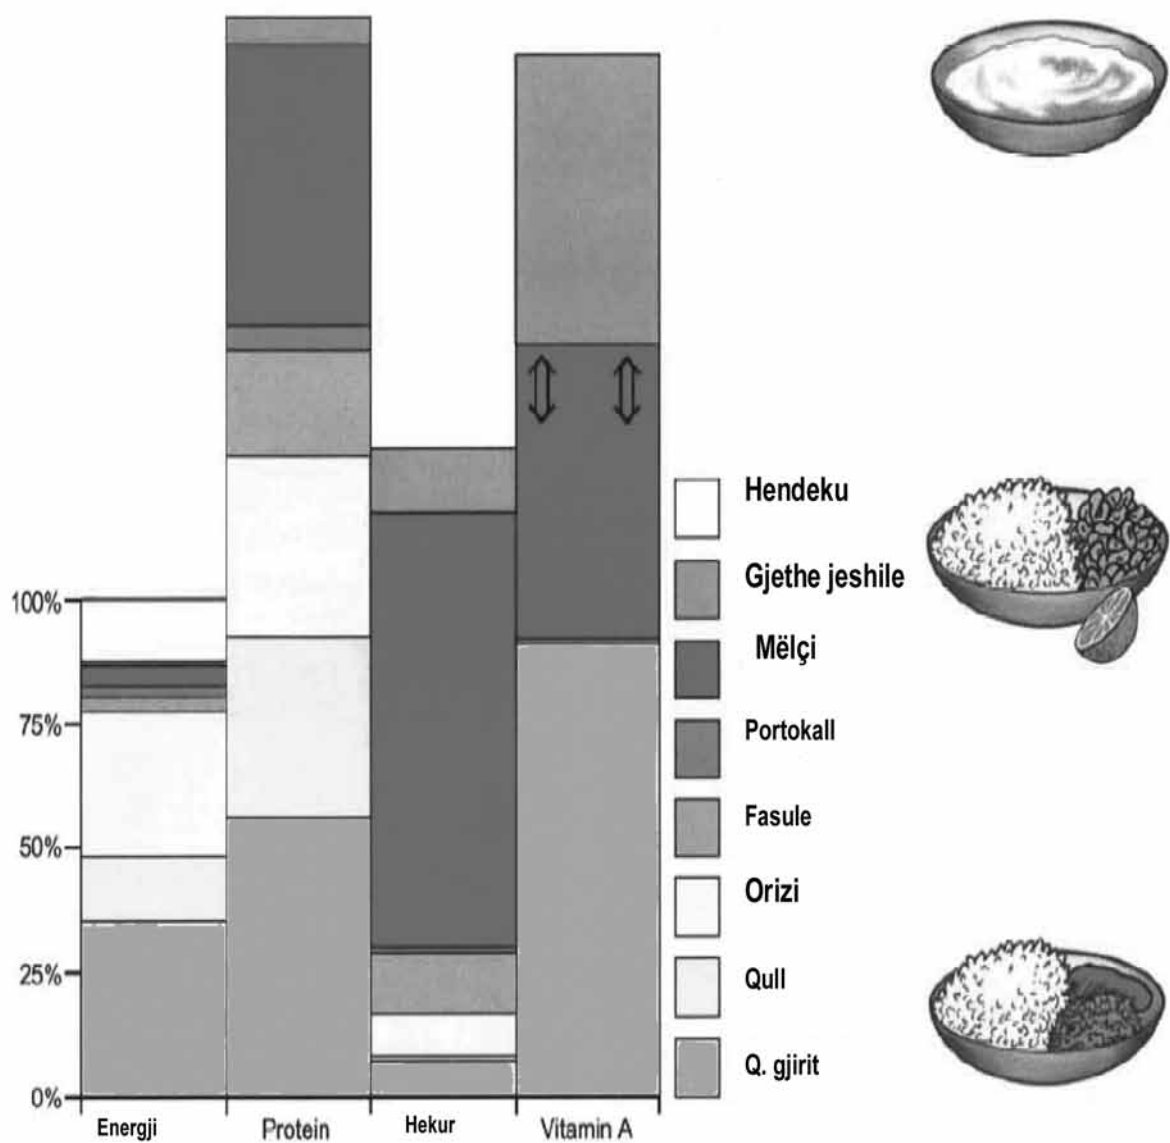 100%
75%
50%
25%
0%
Energji
Protein
Hekur
Vitamin A
Hendeku
Gjethe jeshile
Mëlçi
Portokall
Fasule
Orizi
Qull
Q. gjirit